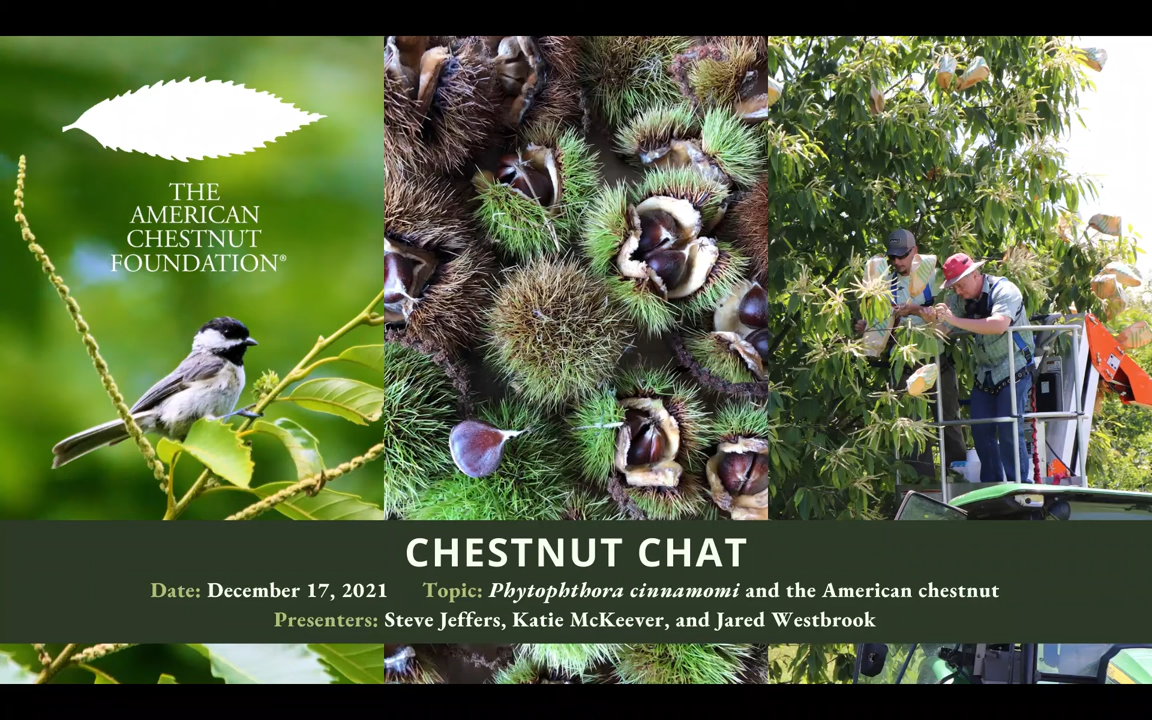 THE
AMERICAN
CHESTNUT
FOUNDATION®
CHESTNUT CHAT
Date: December 17, 2021 Topic: Phytophthora cinnamomi and the American chestnut
Presenters: Steve Jeffers, Katie McKeever, and Jared Westbrook